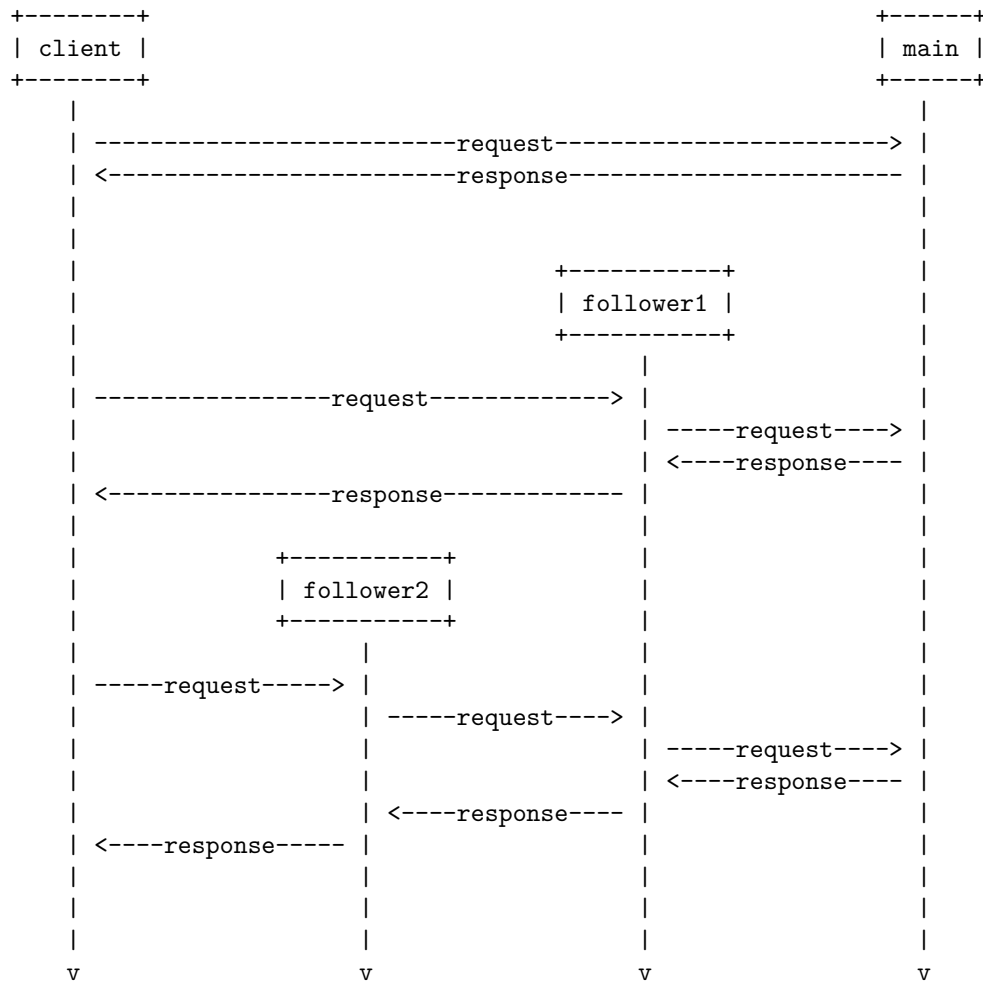 client main
request
response
follower1
request
request
response
response
follower2
request
request
request
response
response
response
v v v v